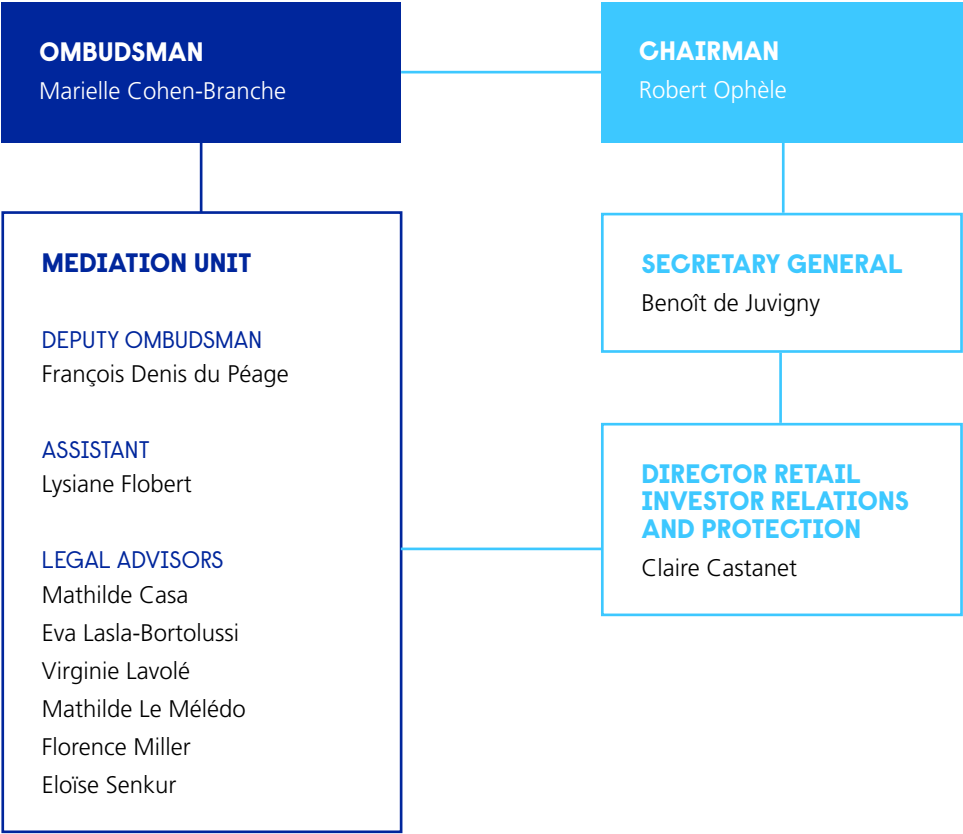 OMBUDSMAN
Marielle Cohen-Branche
CHAIRMAN
Robert Ophèle
MEDIATION UNIT
DEPUTY OMBUDSMAN
François Denis du Péage
ASSISTANT
Lysiane Flobert
LEGAL ADVISORS
Mathilde Casa
Eva Lasla-Bortolussi
Virginie Lavolé
Mathilde Le Mélédo
Florence Miller
Eloïse Senkur
SECRETARY GENERAL
Benoît de Juvigny
DIRECTOR RETAIL
INVESTOR RELATIONS
AND PROTECTION
Claire Castanet